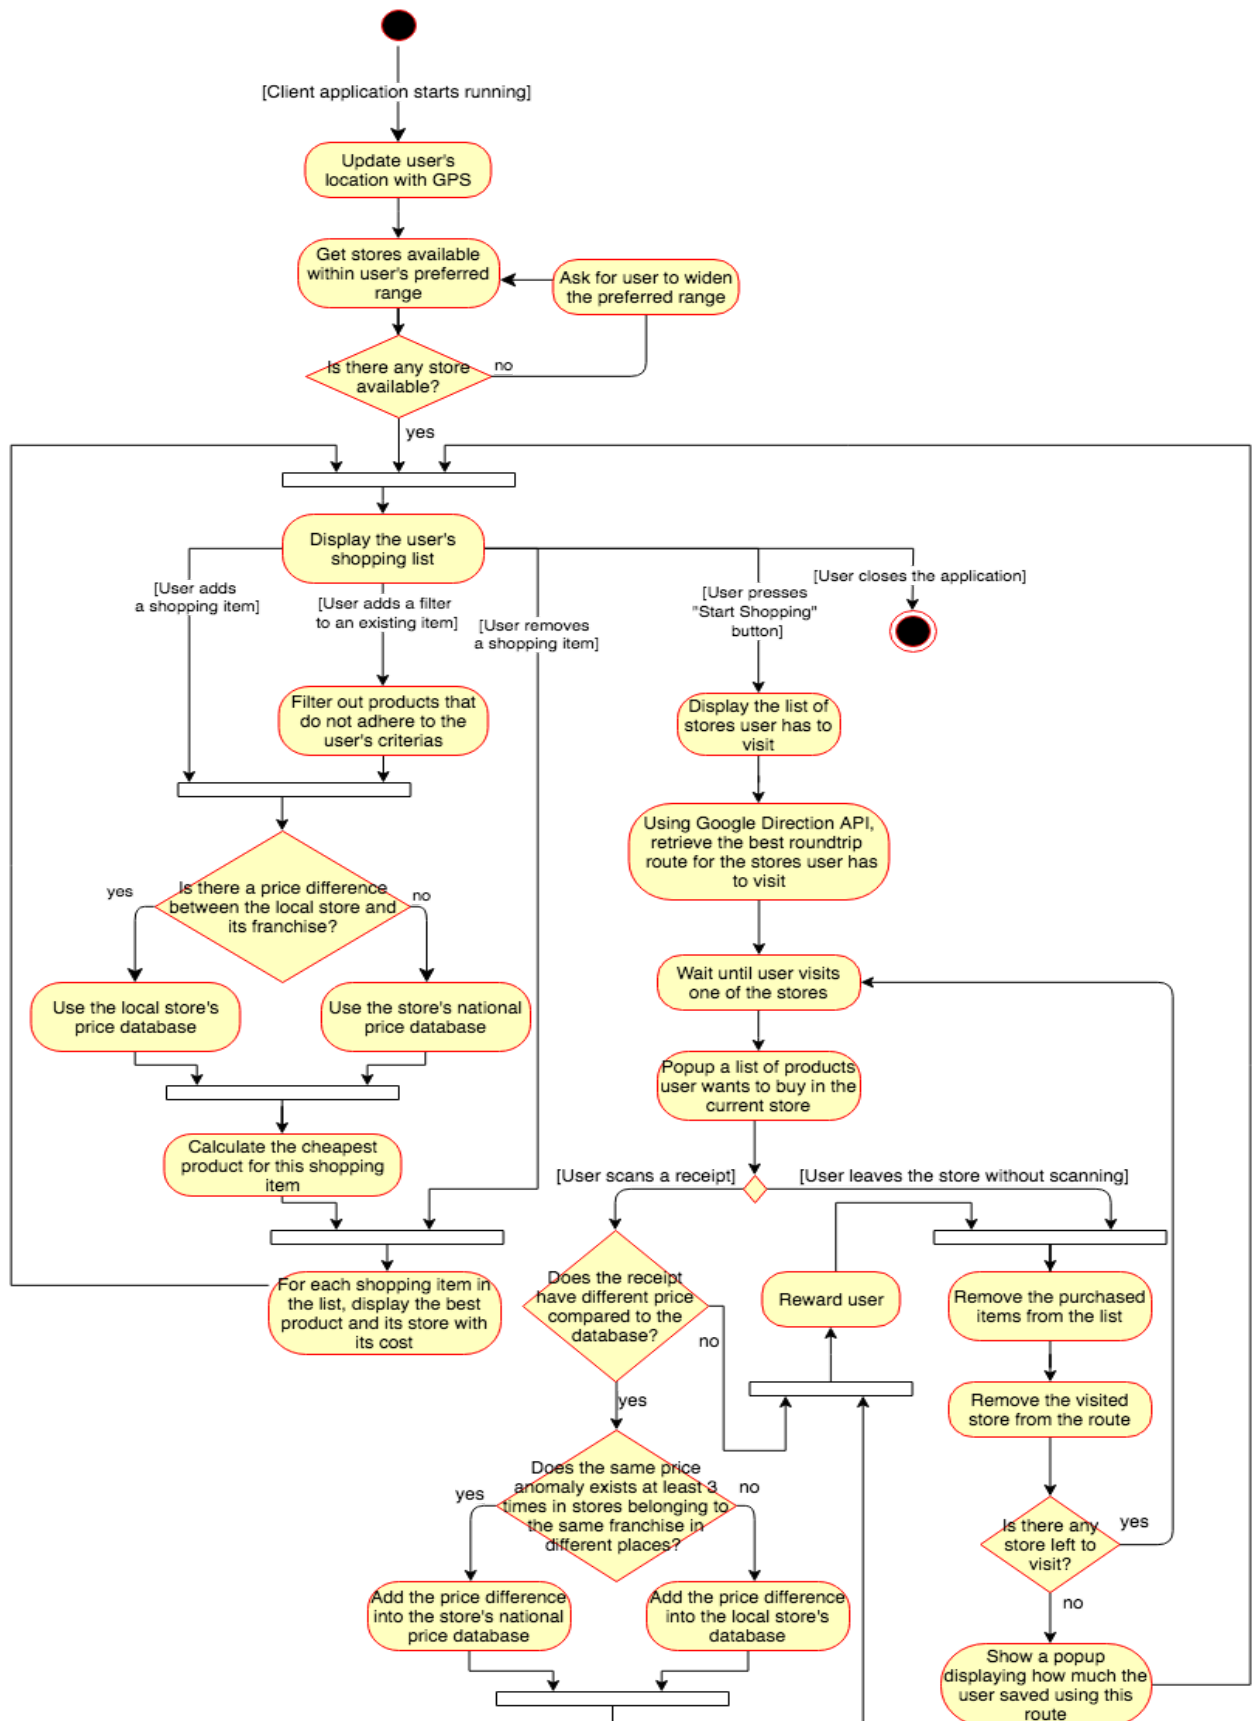 [Client application starts running]
Update user's
location with GPS
Get stores available
within user's preferred
range
Ask for user to widen
the preferred range
Is there any store
available?
no
yes
Display the user's
shopping list
[User adds
a shopping item]
[User adds a filter
to an existing item]
[User removes
a shopping item]
[User presses
"Start Shopping"
button]
[User closes the application]
Filter out products that
do not adhere to the
user's criterias
Display the list of
stores user has to
visit
Is there a price difference
between the local store and
its franchise?
yes
no
Using Google Direction API,
retrieve the best roundtrip
route for the stores user has
to visit
Use the local store's
price database
Use the store's national
price database
Wait until user visits
one of the stores
Popup a list of products
user wants to buy in the
current store
Calculate the cheapest
product for this shopping
item
[User scans a receipt]
[User leaves the store without scanning]
For each shopping item in
the list, display the best
product and its store with
its cost
Does the receipt
have different price
compared to the
database?
no
yes
Reward user
Remove the purchased
items from the list
Remove the visited
store from the route
Does the same price
anomaly exists at least 3
times in stores belonging to
the same franchise in
different places?
yes
no
Is there any
store left to
visit?
yes
no
Add the price difference
into the store's national
price database
Add the price difference
into the local store's
database
Show a popup
displaying how much the
user saved using this
route